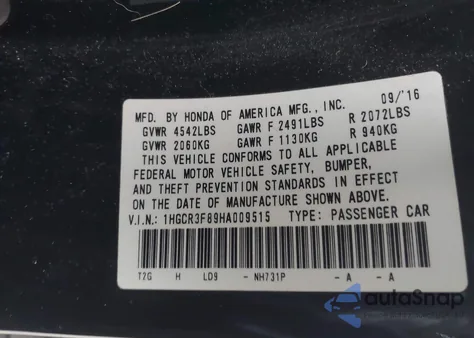 MFD. BY HONDA OF AMERICA MFG., INC. 09/'16
GVWR 4542LBS GAWR F 2491LBS R 2072LBS
GVWR 2060KG GAWR F 1130KG R 940KG
THIS VEHICLE CONFORMS TO ALL APPLICABLE
FEDERAL MOTOR VEHICLE SAFETY, BUMPER,
AND THEFT PREVENTION STANDARDS IN EFFECT
ON THE DATE OF MANUFACTURE SHOWN ABOVE.
V.I.N.: 1HGCR3F89HA009515 TYPE: PASSENGER CAR
T2G H LD9 - NH731P - A - A
autoSnap